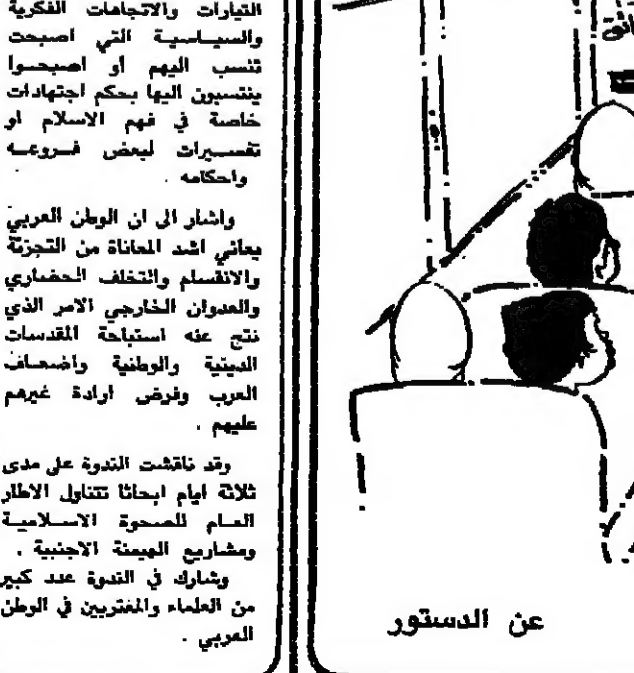 التيارات والاتجاهات الفكرية
والسياسية التي اصبحت
تنسب اليهم أو اصبحوا
ينتسبون اليها بحكم اجتهادات
خاصة في فهم الاسلام او
تفسيرات لبعض فروعه
واحكامه .
واشار الى ان الوطن العربي
يعاني اشد المعاناة من التجزئة
والانقسام والتخلف الحضاري
والعدوان الخارجي الامر الذي
نتج عنه استباحة المقدسات
الدينية والوطنية واضعاف
العرب وفرض ارادة غيرهم
عليهم .
وقد ناقشت الندوة على مدى
ثلاثة ايام ابحاثا تتناول الاطار
العام للصحوة الاسلامية
ومشاريع الهيمنة الاجنبية .
وشارك في الندوة عدد كبير
من العلماء والمغتربين في الوطن
العربي .
عن الدستور